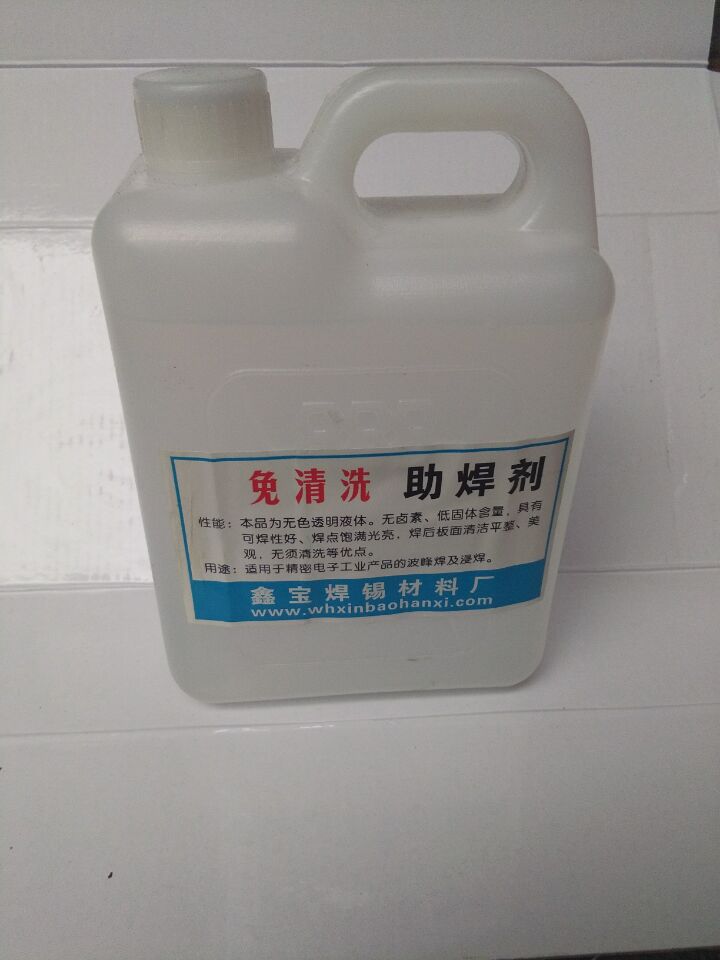 免清洗 助焊剂
性能：本品为无色透明液体。无卤素、低固体含量，具有
可焊性好、焊点饱满光亮，焊后板面清洁平整、美
观，无须清洗等优点。
用途：适用于精密电子工业产品的波峰焊及浸焊。
鑫宝焊锡材料厂
www.whxinbaohanxi.com